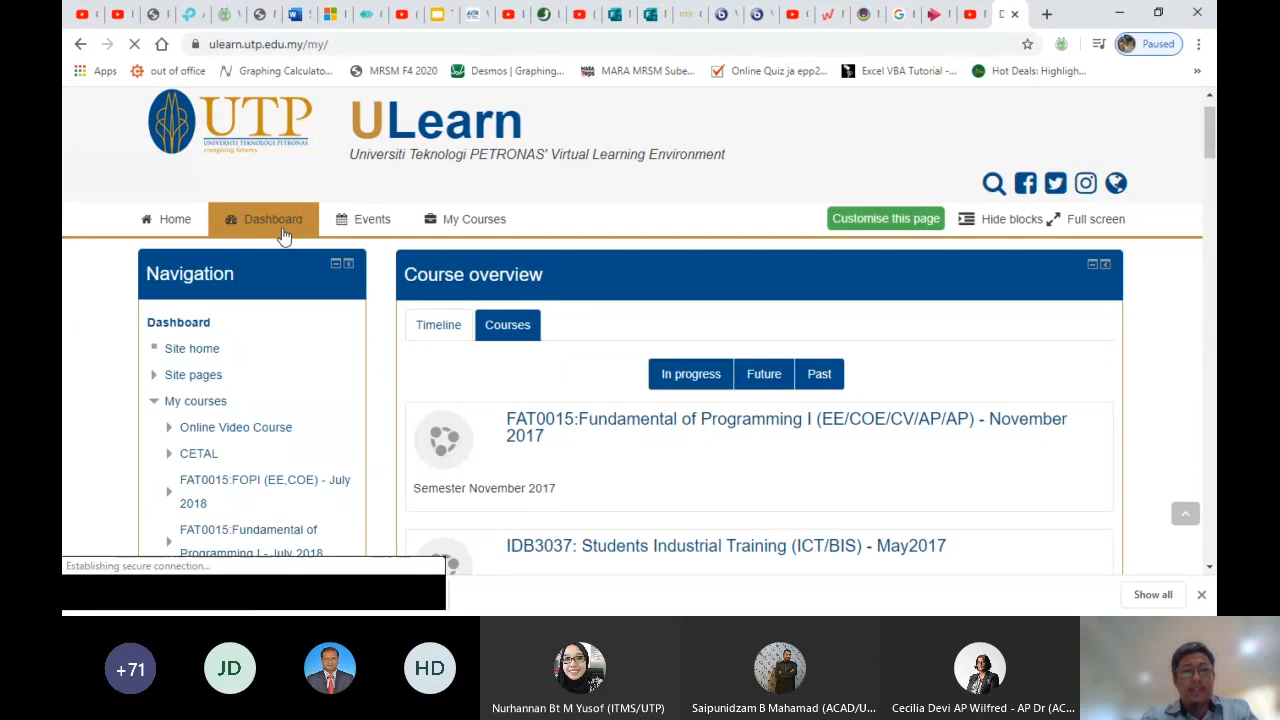 ulearn.utp.edu.my/my/
Paused
Apps
out of office
Graphing Calculato...
MRSM F4 2020
Desmos | Graphing...
MARA MRSM Sube...
Online Quiz ja epp2...
Excel VBA Tutorial -...
Hot Deals: Highligh...
»
UTP
UNIVERSITI TEKNOLOGI PETRONAS
ULearn
Universiti Teknologi PETRONAS' Virtual Learning Environment
Home
Dashboard
Events
My Courses
Customise this page
Hide blocks
Full screen
Navigation
Dashboard
Site home
Site pages
My courses
Online Video Course
CETAL
FAT0015:FOPI (EE,COE) - July
2018
FAT0015:Fundamental of
Programming I - July 2018
Course overview
Timeline
Courses
In progress
Future
Past
FAT0015:Fundamental of Programming I (EE/COE/CV/AP/AP) - November
2017
Semester November 2017
IDB3037: Students Industrial Training (ICT/BIS) - May2017
Establishing secure connection...
Show all
+71
JD
HD
Nurhannan Bt M Yusof (ITMS/UTP)
Saipunidzam B Mahamad (ACAD/U...
Cecilia Devi AP Wilfred - AP Dr (AC...